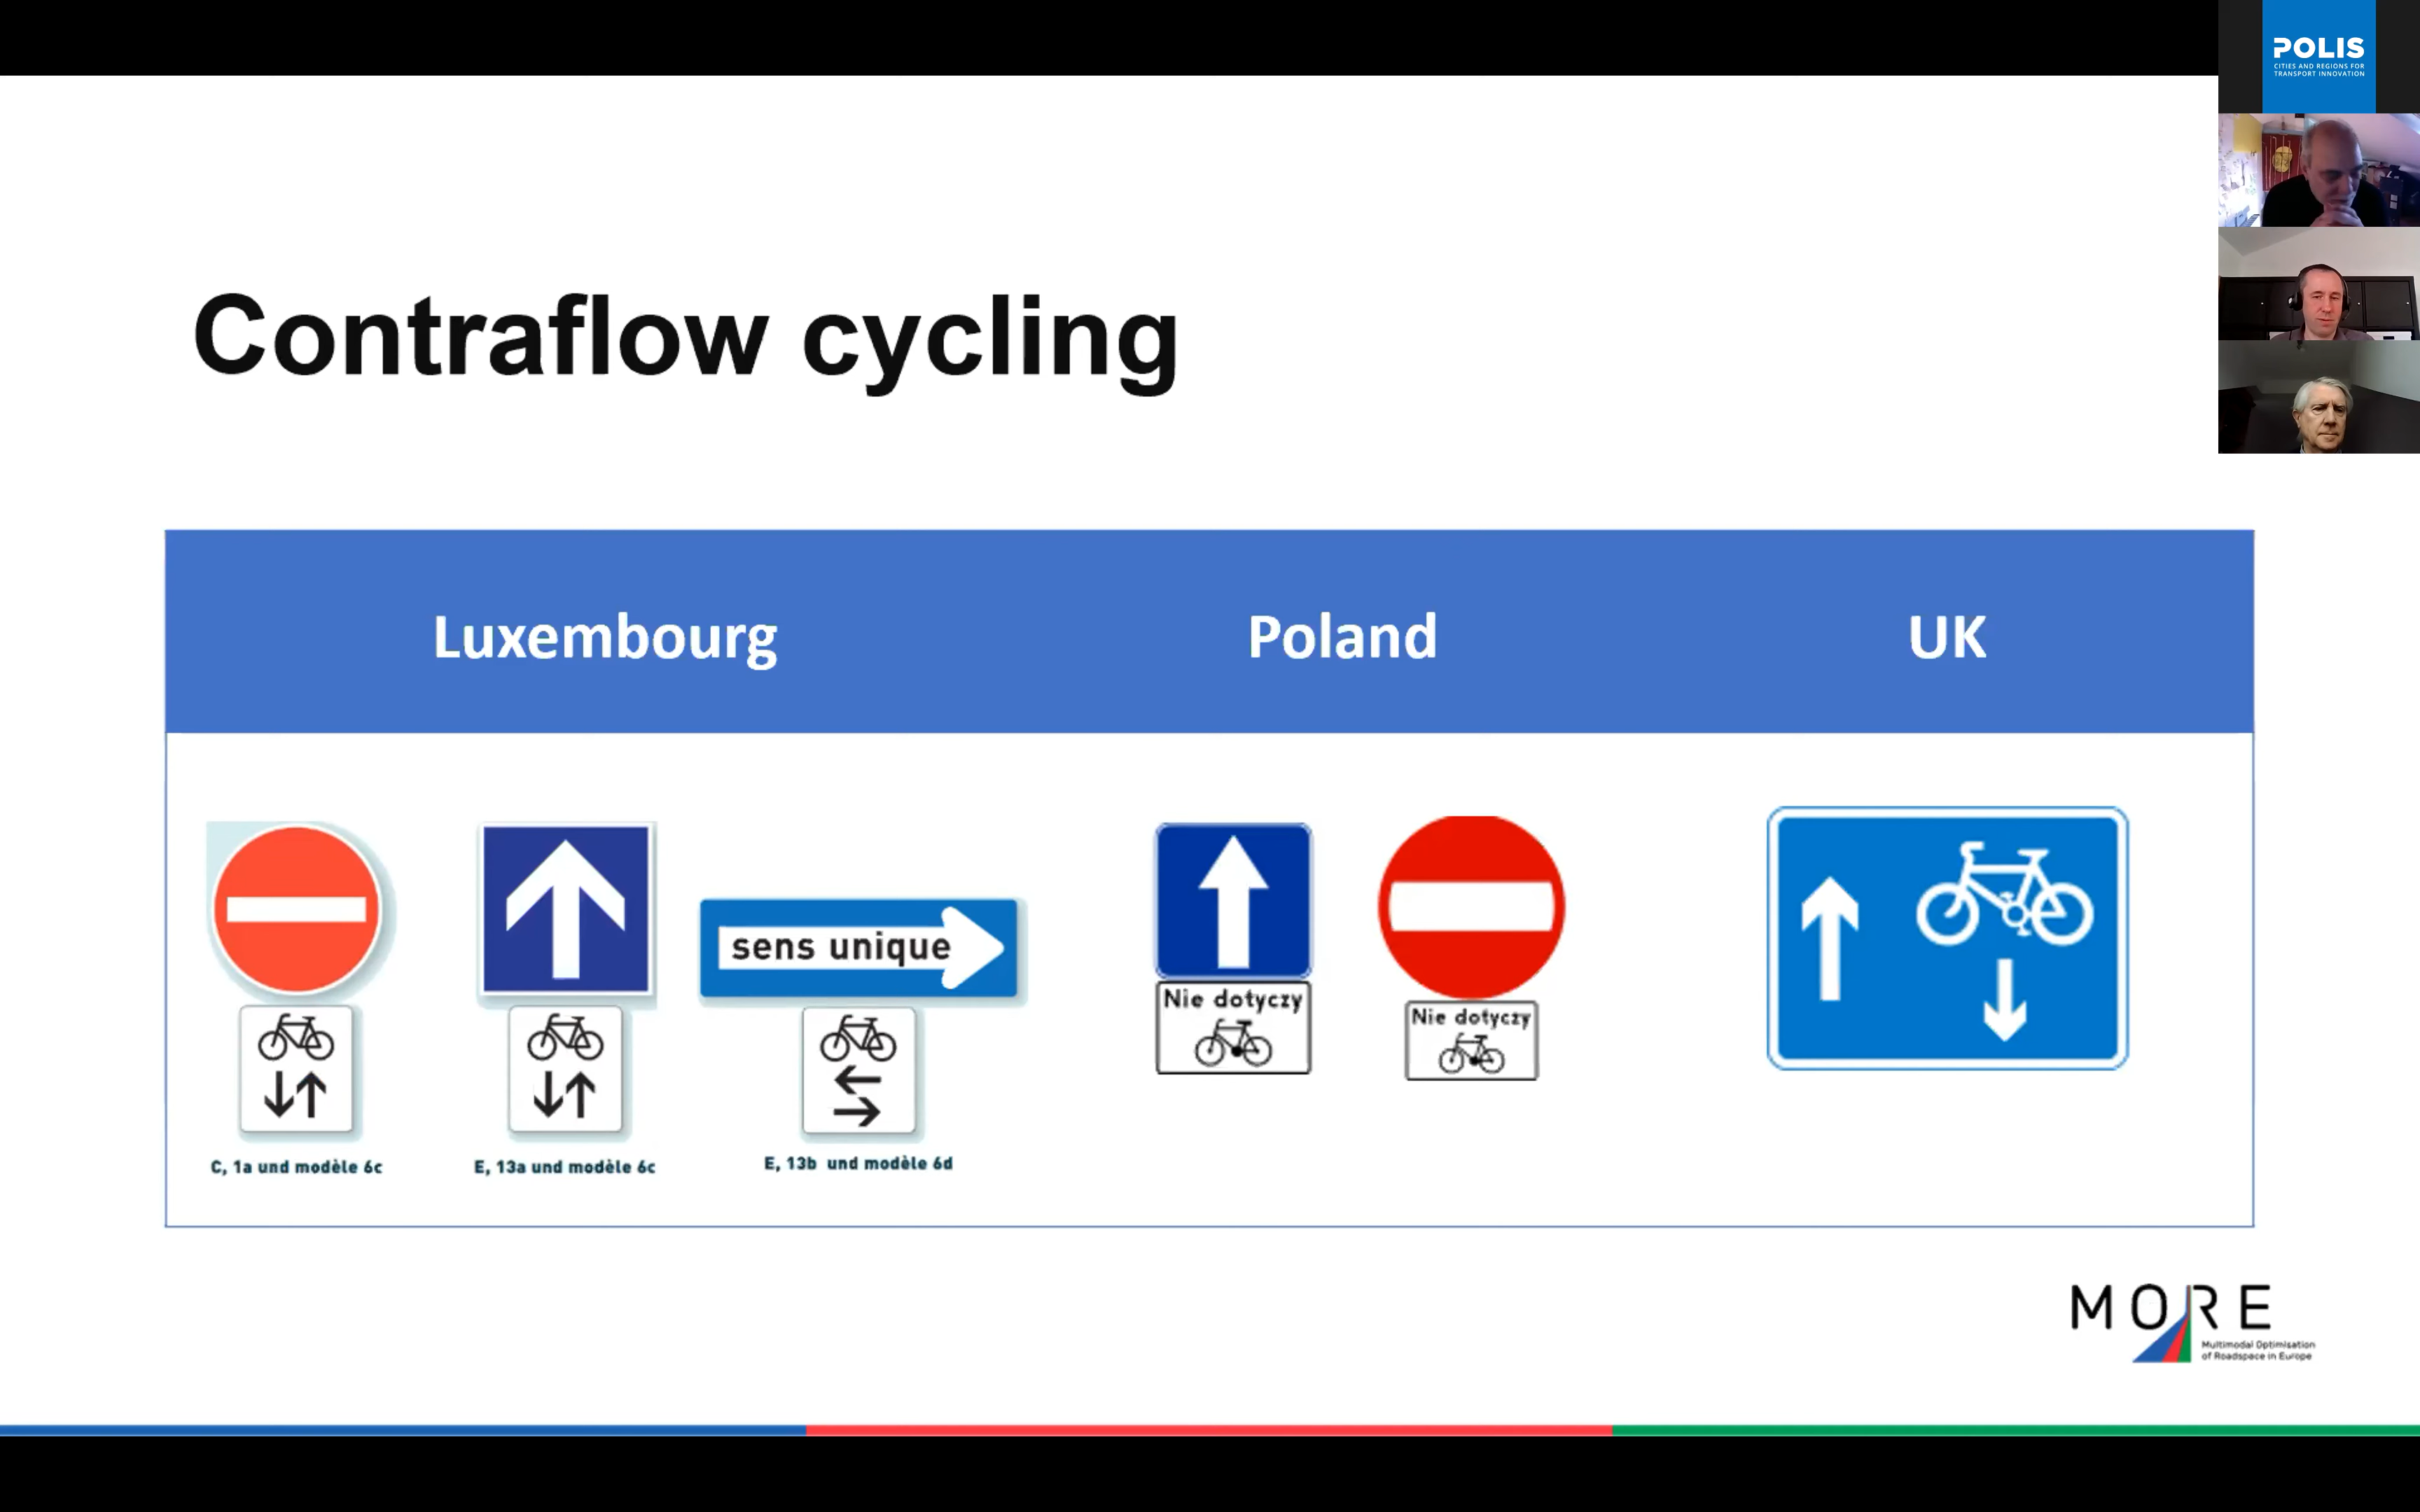 POLIS
CITIES AND REGIONS FOR
TRANSPORT INNOVATION
Contraflow cycling
Luxembourg
Poland
UK
sens unique
Nie dotyczy
Nie dotyczy
C, 1a und modèle 6c
E, 13a und modèle 6c
E, 13b und modèle 6d
MORE
Multimodal Optimisation
of Roadspace in Europe